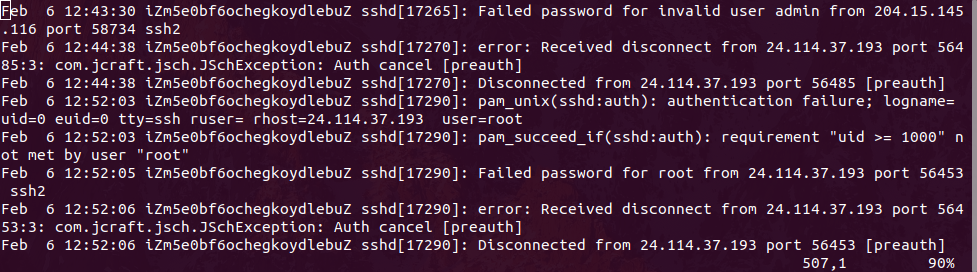 Feb  6 12:43:30 iZm5e0bf6ochegkoydlebuZ sshd[17265]: Failed password for invalid user admin from 204.15.145
.116 port 58734 ssh2
Feb  6 12:44:38 iZm5e0bf6ochegkoydlebuZ sshd[17270]: error: Received disconnect from 24.114.37.193 port 564
85:3: com.jcraft.jsch.JSchException: Auth cancel [preauth]
Feb  6 12:44:38 iZm5e0bf6ochegkoydlebuZ sshd[17270]: Disconnected from 24.114.37.193 port 56485 [preauth]
Feb  6 12:52:03 iZm5e0bf6ochegkoydlebuZ sshd[17290]: pam_unix(sshd:auth): authentication failure; logname=
uid=0 euid=0 tty=ssh ruser= rhost=24.114.37.193  user=root
Feb  6 12:52:03 iZm5e0bf6ochegkoydlebuZ sshd[17290]: pam_succeed_if(sshd:auth): requirement "uid >= 1000" n
ot met by user "root"
Feb  6 12:52:05 iZm5e0bf6ochegkoydlebuZ sshd[17290]: Failed password for root from 24.114.37.193 port 56453
 ssh2
Feb  6 12:52:06 iZm5e0bf6ochegkoydlebuZ sshd[17290]: error: Received disconnect from 24.114.37.193 port 564
53:3: com.jcraft.jsch.JSchException: Auth cancel [preauth]
Feb  6 12:52:06 iZm5e0bf6ochegkoydlebuZ sshd[17290]: Disconnected from 24.114.37.193 port 56453 [preauth]
507,1 90%